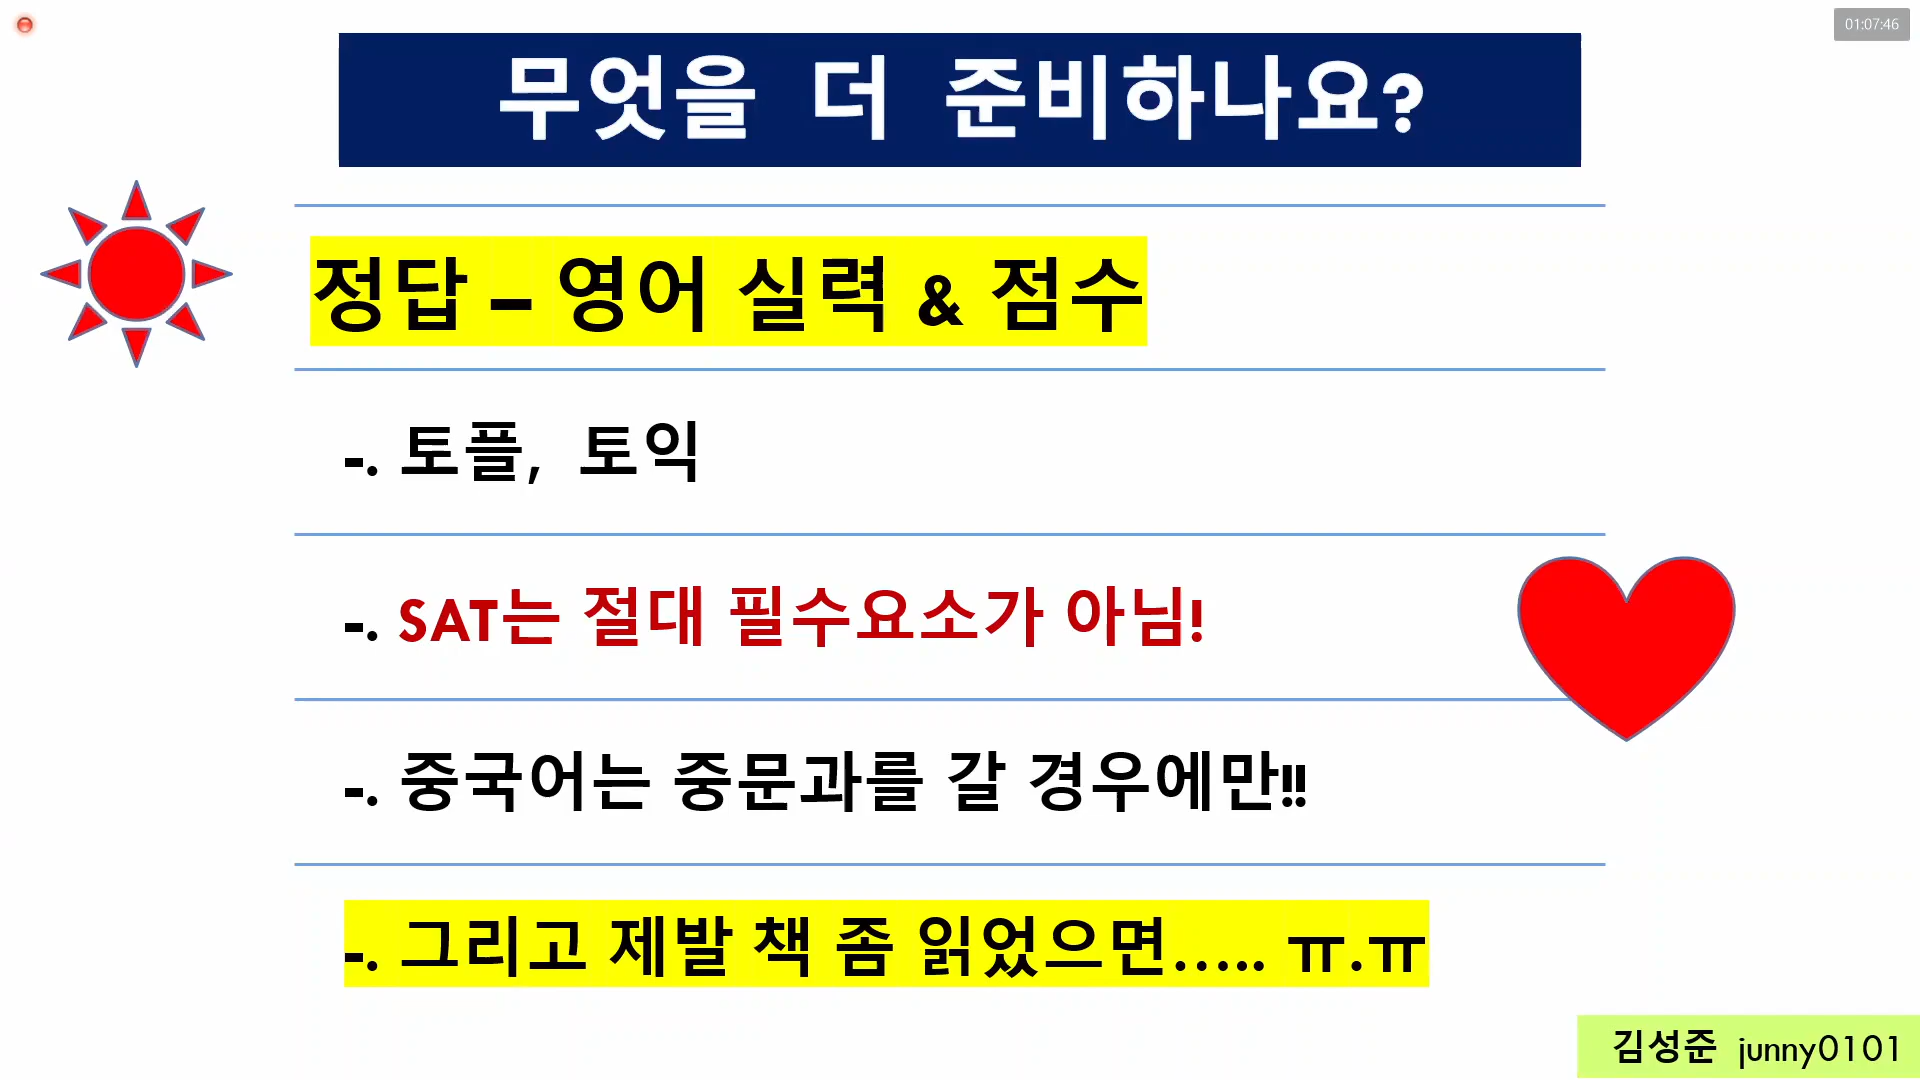 01:07:46
무엇을 더 준비하나요?
정답 – 영어 실력 & 점수
-. 토플, 토익
-. SAT는 절대 필수요소가 아님!
-. 중국어는 중문과를 갈 경우에만!!
-. 그리고 제발 책 좀 읽었으면….. ㅠ.ㅠ
김성준 junny0101